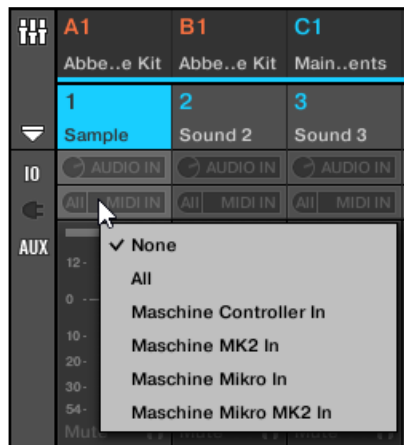 A1 B1 C1
Abbe..e Kit Abbe..e Kit Main..ents
1 2 3
Sample Sound 2 Sound 3
IO AUDIO IN AUDIO IN AUDIO IN
All MIDI IN All MIDI IN All MIDI IN
AUX
✓ None
12-
All
0
Maschine Controller In
10-
Maschine MK2 In
20-
Maschine Mikro In
30-
54-
Maschine Mikro MK2 In
Mute Mute Mute